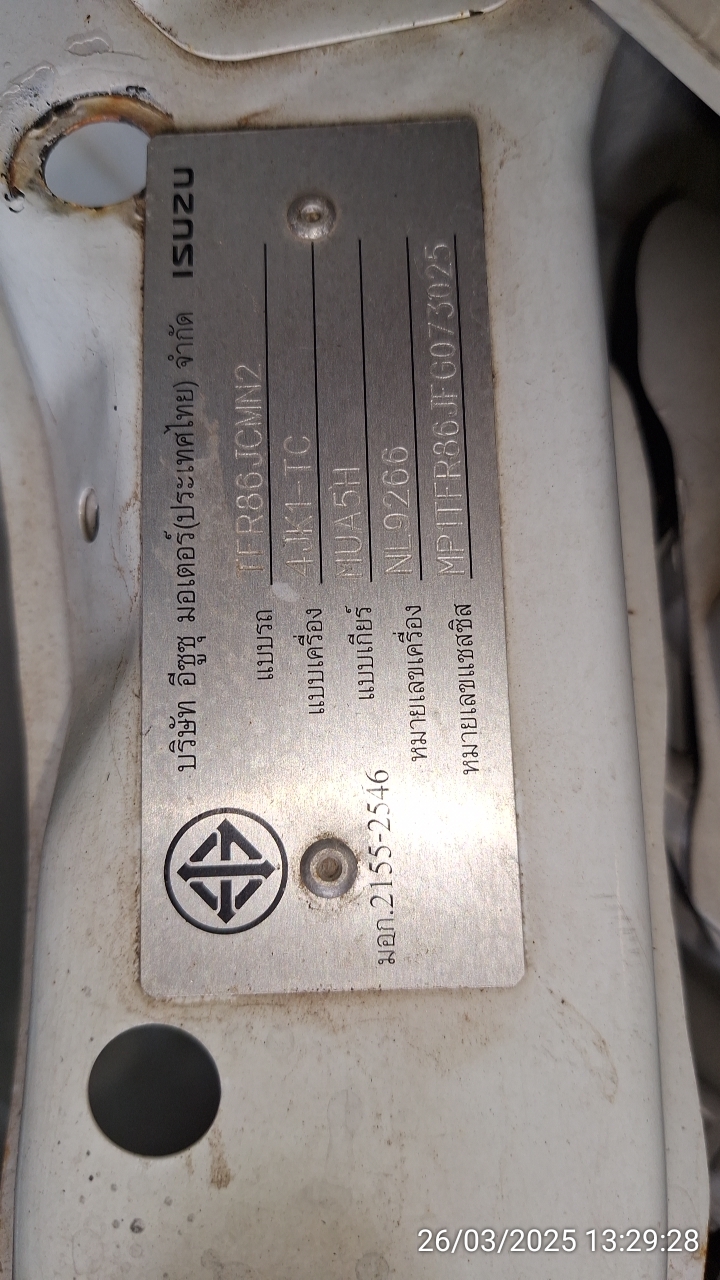 บริษัท อีซูซุ มอเตอร์(ประเทศไทย) จำกัด ISUZU
แบบรถ TFR86JCMN2
แบบเครื่อง 4JK1-TC
แบบเกียร์ MUA5H
หมายเลขเครื่อง NL9266
หมายเลขแชสซิส MP1TFR86JFG073025
มอก.2155-2546
26/03/2025 13:29:28